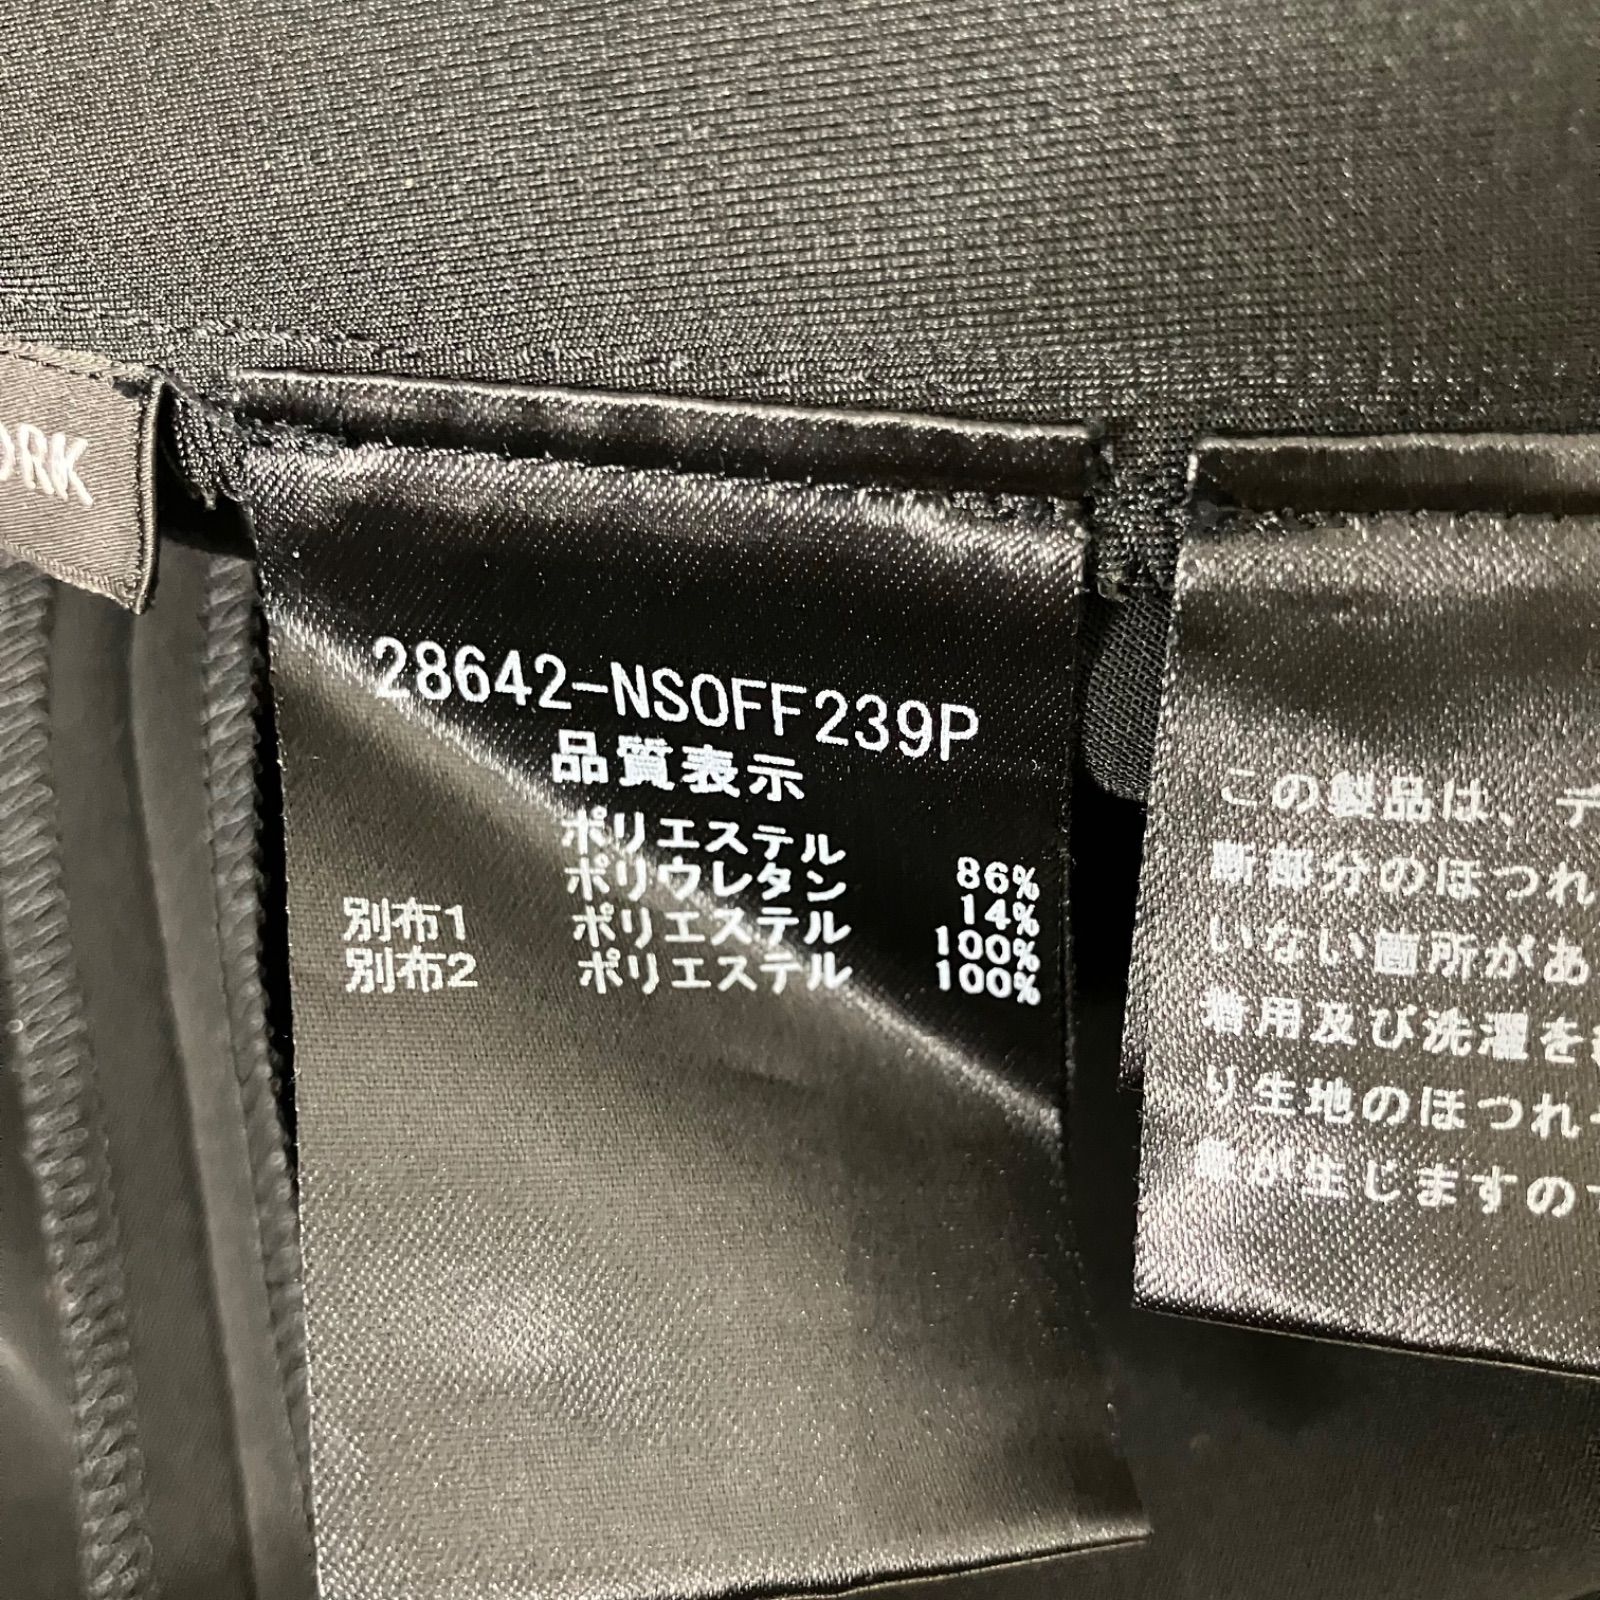 ORK
28642-NSOFF239P
品質表示
ポリエステル 86%
ポリウレタン 14%
別布1 ポリエステル 100%
別布2 ポリエステル 100%
この製品は、デ
断部分のほつれ
いない箇所があ
着用及び洗濯を
り生地のほつれ
等が生じますの